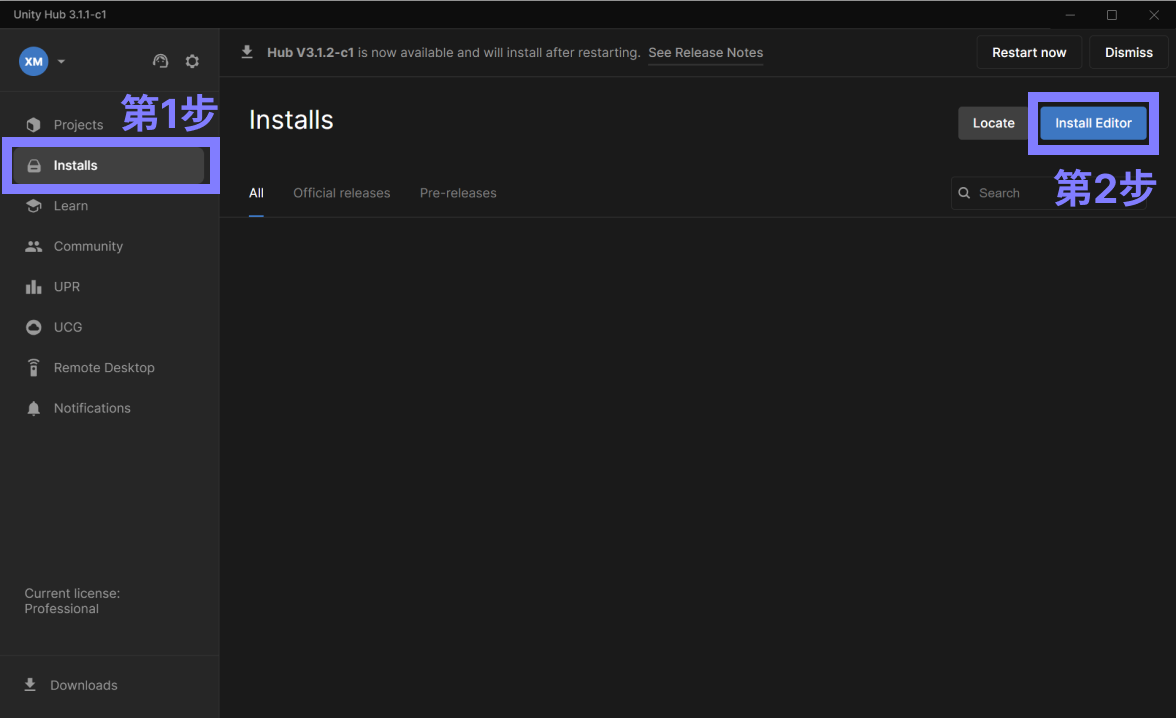 Unity Hub 3.1.1-c1
XM
Hub V3.1.2-c1 is now available and will install after restarting. See Release Notes
Restart now
Dismiss
Projects
第1步
Installs
Learn
Community
UPR
UCG
Remote Desktop
Notifications
Current license:
Professional
Downloads
Installs
Locate
Install Editor
第2步
All
Official releases
Pre-releases
Search